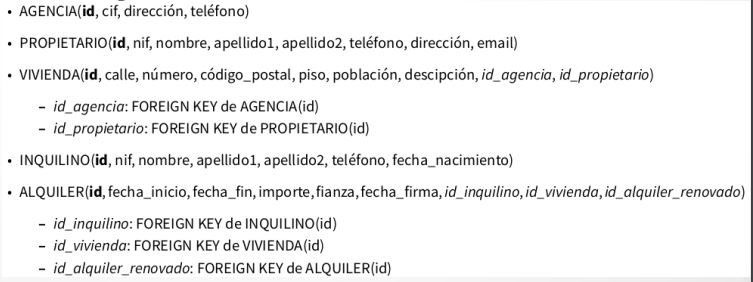 • AGENCIA(id, cif, dirección, teléfono)
• PROPIETARIO(id, nif, nombre, apellido1, apellido2, teléfono, dirección, email)
• VIVIENDA(id, calle, número, código_postal, piso, población, descipción, id_agencia, id_propietario)
– id_agencia: FOREIGN KEY de AGENCIA(id)
– id_propietario: FOREIGN KEY de PROPIETARIO(id)
• INQUILINO(id, nif, nombre, apellido1, apellido2, teléfono, fecha_nacimiento)
• ALQUILER(id, fecha_inicio, fecha_fin, importe, fianza, fecha_firma, id_inquilino, id_vivienda, id_alquiler_renovado)
– id_inquilino: FOREIGN KEY de INQUILINO(id)
– id_vivienda: FOREIGN KEY de VIVIENDA(id)
– id_alquiler_renovado: FOREIGN KEY de ALQUILER(id)